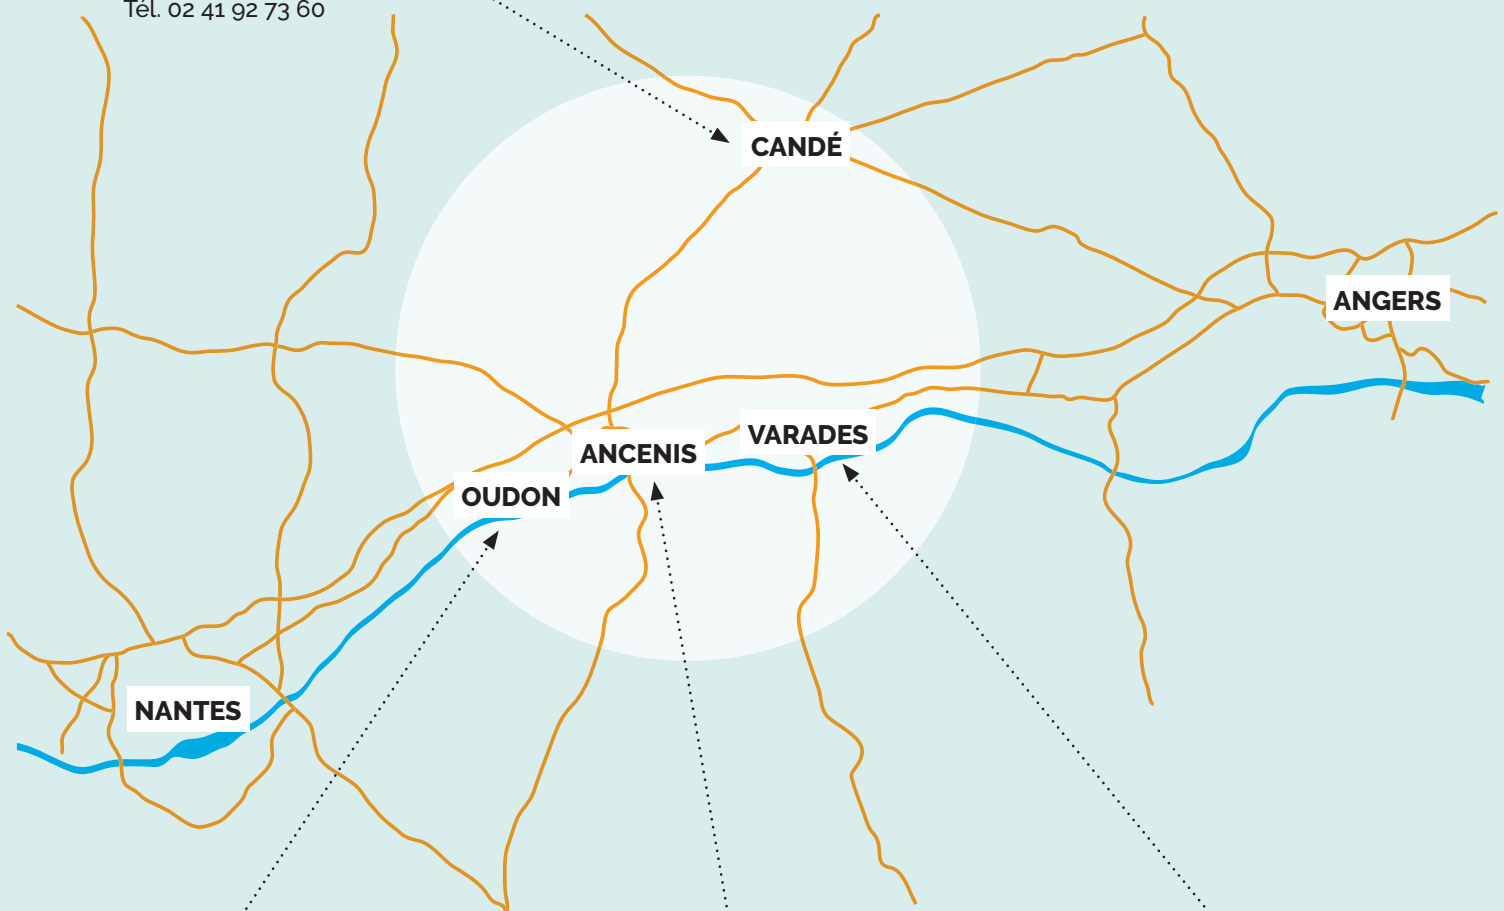 Tél. 02 41 92 73 60
CANDÉ
ANGERS
VARADES
ANCENIS
OUDON
NANTES